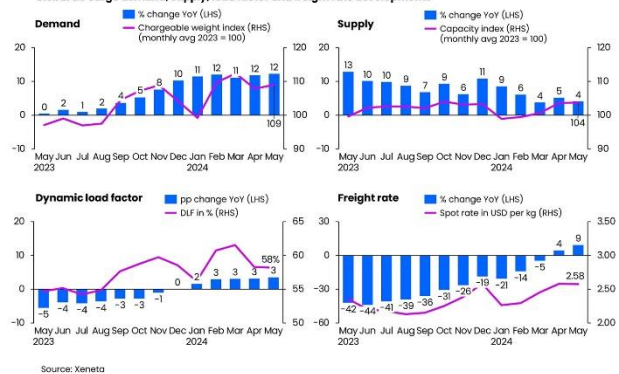 Demand
% change YoY (LHS)
Chargeable weight index (RHS)
(monthly avg 2023 = 100)
20
10
0
-10
120
110
100
90
0 2 1 2 4 5 8 10 11 12 11 12 12
109
May Jun Jul Aug Sep Oct Nov Dec Jan Feb Mar Apr May
2023 2024
Supply
% change YoY (LHS)
Capacity index (RHS)
(monthly avg 2023 = 100)
20
10
0
-10
120
110
100
90
13 10 10 9 7 9 6 11 9 6 4 5 4
104
May Jun Jul Aug Sep Oct Nov Dec Jan Feb Mar Apr May
2023 2024
Dynamic load factor
pp change YoY (LHS)
DLF in % (RHS)
20
10
0
-10
65
60
55
50
-5 -4 -4 -4 -3 -3 -1 0 2 3 3 3 3
58%
May Jun Jul Aug Sep Oct Nov Dec Jan Feb Mar Apr May
2023 2024
Freight rate
% change YoY (LHS)
Spot rate in USD per kg (RHS)
30
0
-30
-60
3.50
3.00
2.50
2.00
-42 -44 -41 -39 -36 -31 -26 -19 -21 -14 -5 4 9
2.58
May Jun Jul Aug Sep Oct Nov Dec Jan Feb Mar Apr May
2023 2024
Source: Xeneta